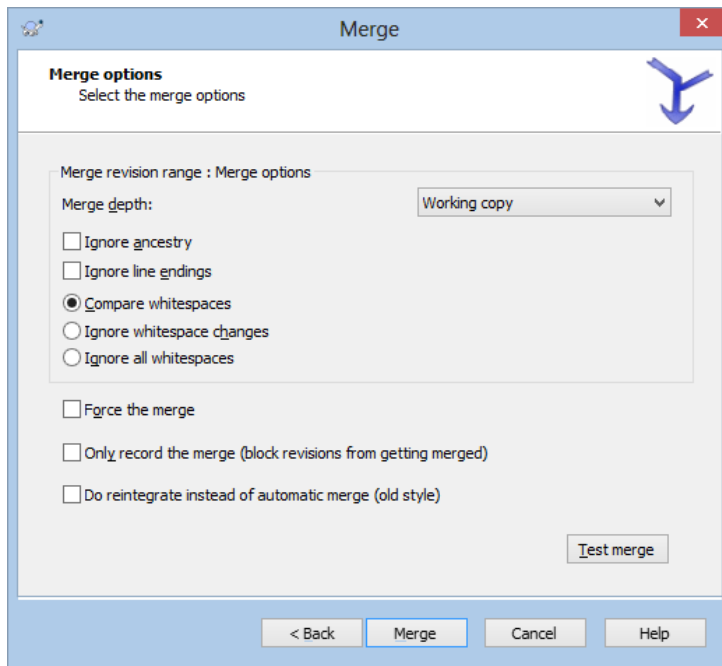 Merge
Merge options
Select the merge options
Merge revision range : Merge options
Merge depth:
Working copy
Ignore ancestry
Ignore line endings
Compare whitespaces
Ignore whitespace changes
Ignore all whitespaces
Force the merge
Only record the merge (block revisions from getting merged)
Do reintegrate instead of automatic merge (old style)
Test merge
< Back
Merge
Cancel
Help